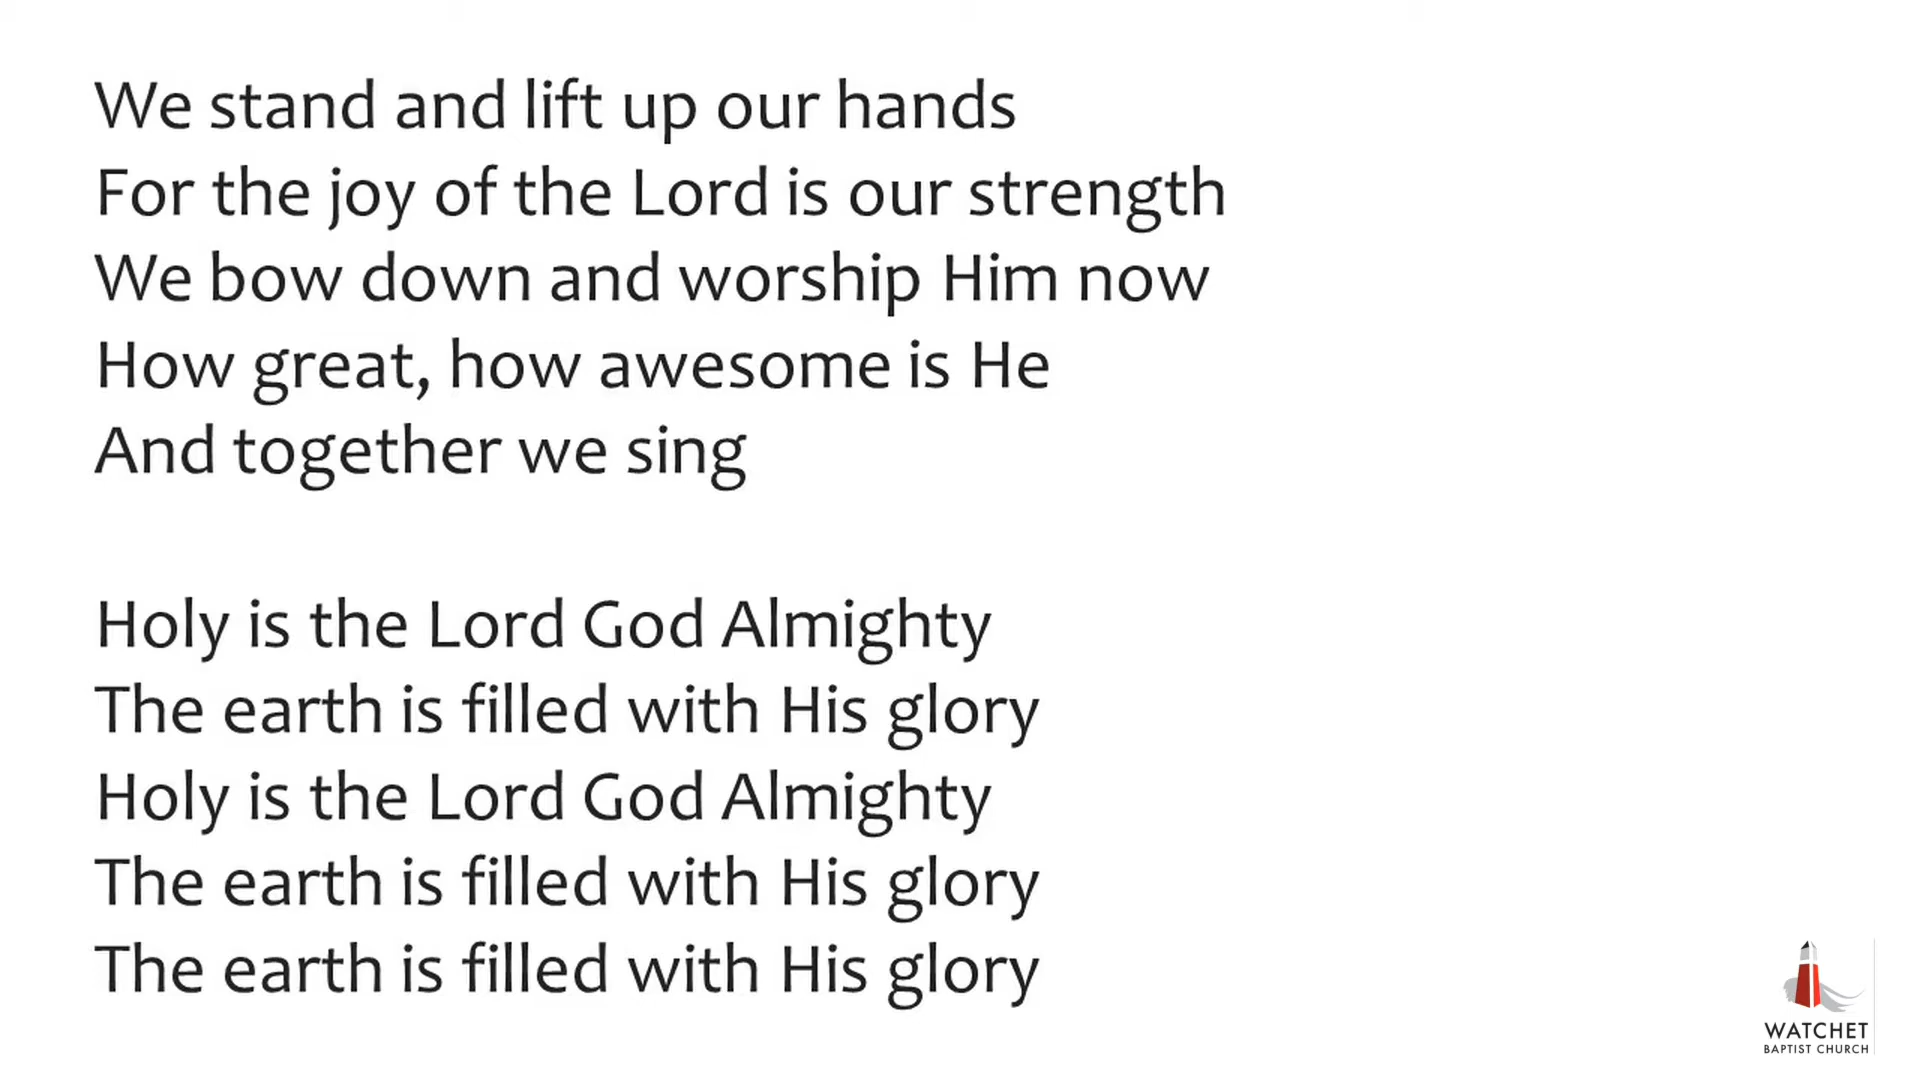 We stand and lift up our hands
For the joy of the Lord is our strength
We bow down and worship Him now
How great, how awesome is He
And together we sing
Holy is the Lord God Almighty
The earth is filled with His glory
Holy is the Lord God Almighty
The earth is filled with His glory
The earth is filled with His glory
WATCHET
BAPTIST CHURCH